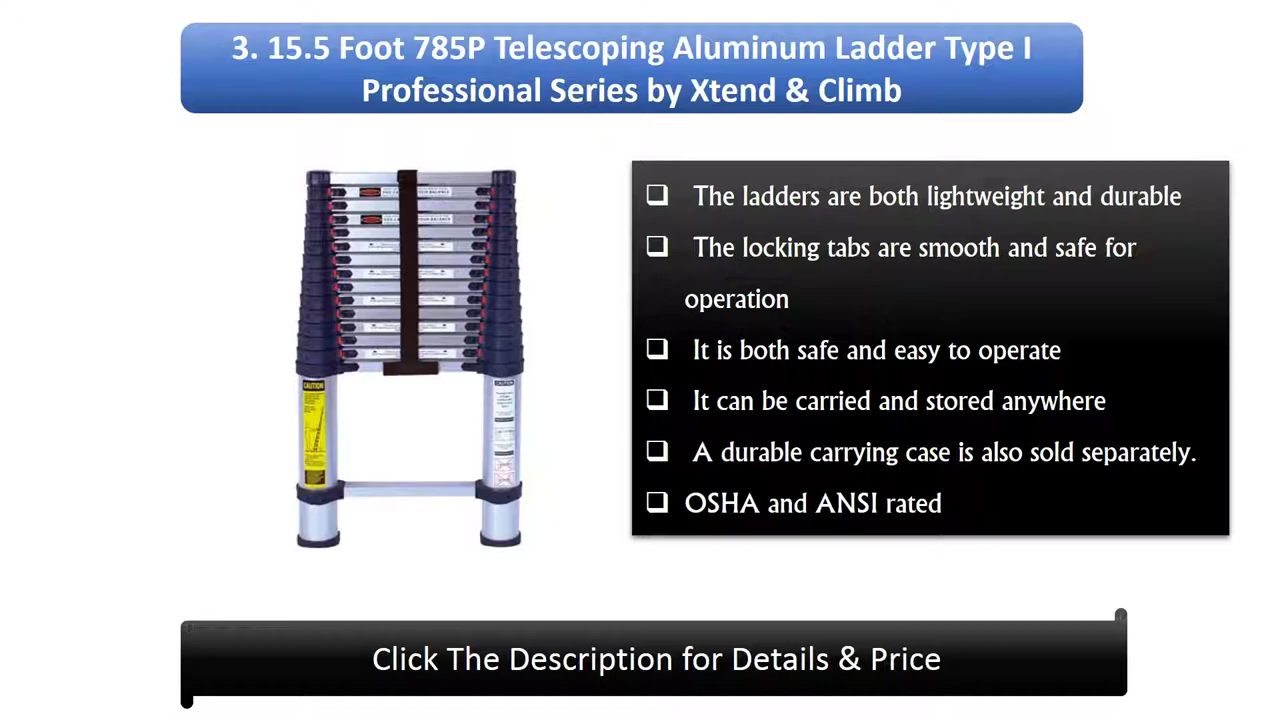 3. 15.5 Foot 785P Telescoping Aluminum Ladder Type I
Professional Series by Xtend & Climb
The ladders are both lightweight and durable
The locking tabs are smooth and safe for
operation
It is both safe and easy to operate
It can be carried and stored anywhere
A durable carrying case is also sold separately.
OSHA and ANSI rated
CAUTION
CAUTION
Click The Description for Details & Price